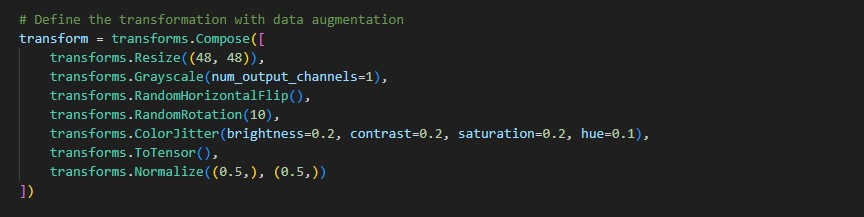 # Define the transformation with data augmentation
transform = transforms.Compose([
    transforms.Resize((48, 48)),
    transforms.Grayscale(num_output_channels=1),
    transforms.RandomHorizontalFlip(),
    transforms.RandomRotation(10),
    transforms.ColorJitter(brightness=0.2, contrast=0.2, saturation=0.2, hue=0.1),
    transforms.ToTensor(),
    transforms.Normalize((0.5,), (0.5,))
])